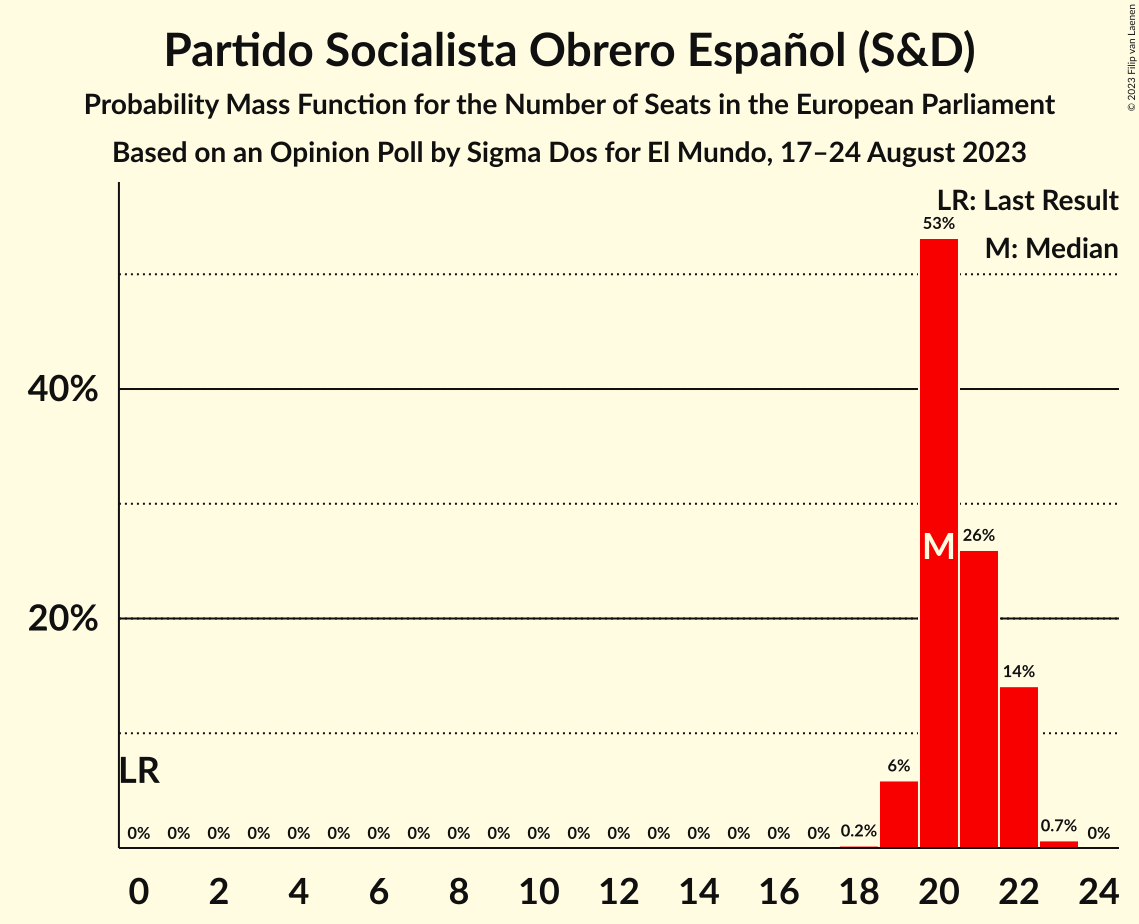 Partido Socialista Obrero Español (S&D)
Probability Mass Function for the Number of Seats in the European Parliament
Based on an Opinion Poll by Sigma Dos for El Mundo, 17–24 August 2023
© 2023 Filip van Laenen
LR: Last Result
M: Median
53%
40%
M
26%
20%
14%
LR
6%
0% 0% 0% 0% 0% 0% 0% 0% 0% 0% 0% 0% 0% 0% 0% 0% 0% 0% 0.2% 0.7% 0%
0 2 4 6 8 10 12 14 16 18 20 22 24